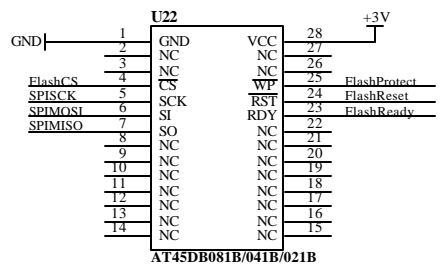 U22
+3V
GND 1 GND VCC 28
2 NC NC 27
3 NC NC 26
FlashCS 4 CS WP 25 FlashProtect
SPISCK 5 SCK RST 24 FlashReset
SPIMOSI 6 SI RDY 23 FlashReady
SPIMISO 7 SO NC 22
8 NC NC 21
9 NC NC 20
10 NC NC 19
11 NC NC 18
12 NC NC 17
13 NC NC 16
14 NC NC 15
AT45DB081B/041B/021B